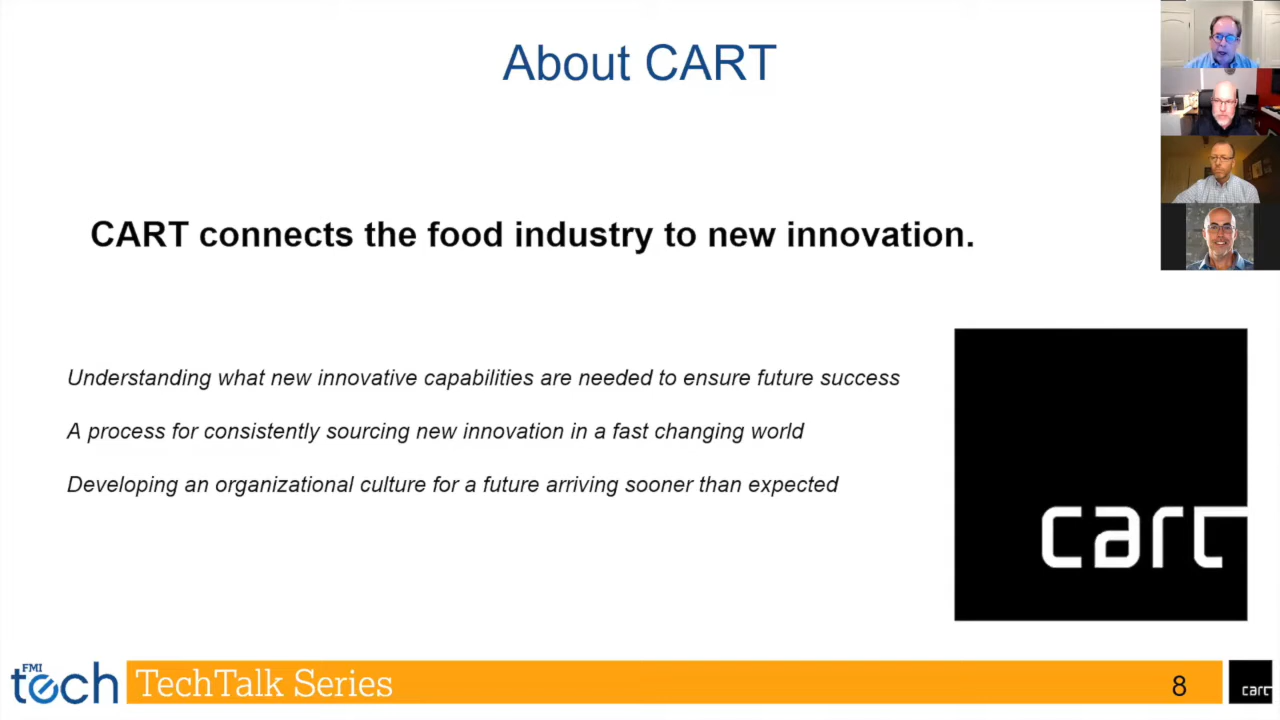 About CART
CART connects the food industry to new innovation.
Understanding what new innovative capabilities are needed to ensure future success
A process for consistently sourcing new innovation in a fast changing world
Developing an organizational culture for a future arriving sooner than expected
cart
FMI
tech
TechTalk Series
8
cart